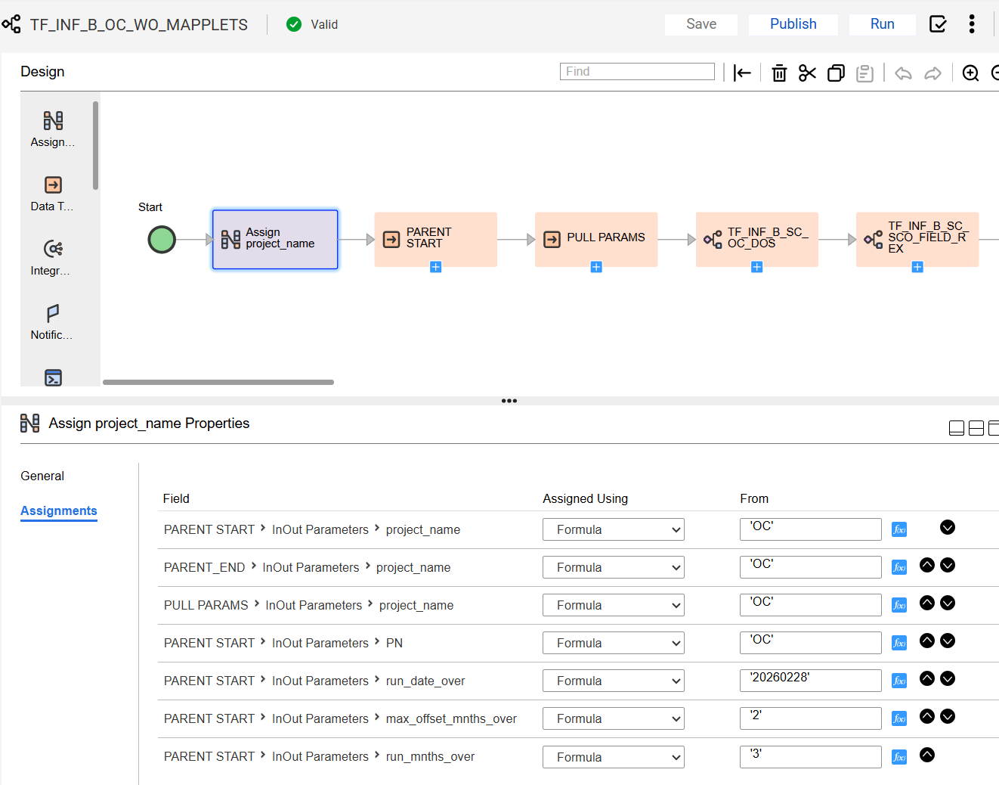 TF_INF_B_OC_WO_MAPPLETS
Valid
Save
Publish
Run
Design
Find
Assign...
Data T...
Integr...
Notific...
Start
Assign
project_name
PARENT
START
PULL PARAMS
TF_INF_B_SC_
OC_DOS
TF_INF_B_SC_
SCO_FIELD_R
EX
Assign project_name Properties
General
Assignments
Field Assigned Using From
PARENT START > InOut Parameters > project_name Formula 'OC' f(x)
PARENT_END > InOut Parameters > project_name Formula 'OC' f(x)
PULL PARAMS > InOut Parameters > project_name Formula 'OC' f(x)
PARENT START > InOut Parameters > PN Formula 'OC' f(x)
PARENT START > InOut Parameters > run_date_over Formula '20260228' f(x)
PARENT START > InOut Parameters > max_offset_mnths_over Formula '2' f(x)
PARENT START > InOut Parameters > run_mnths_over Formula '3' f(x)